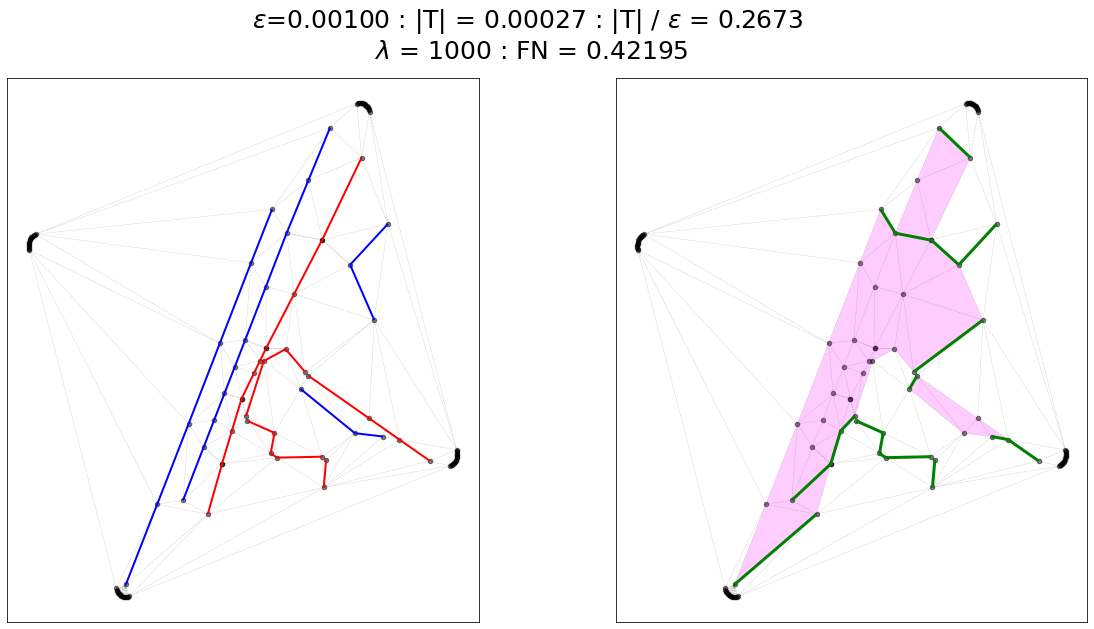 ε=0.00100 : |T| = 0.00027 : |T| / ε = 0.2673
λ = 1000 : FN = 0.42195